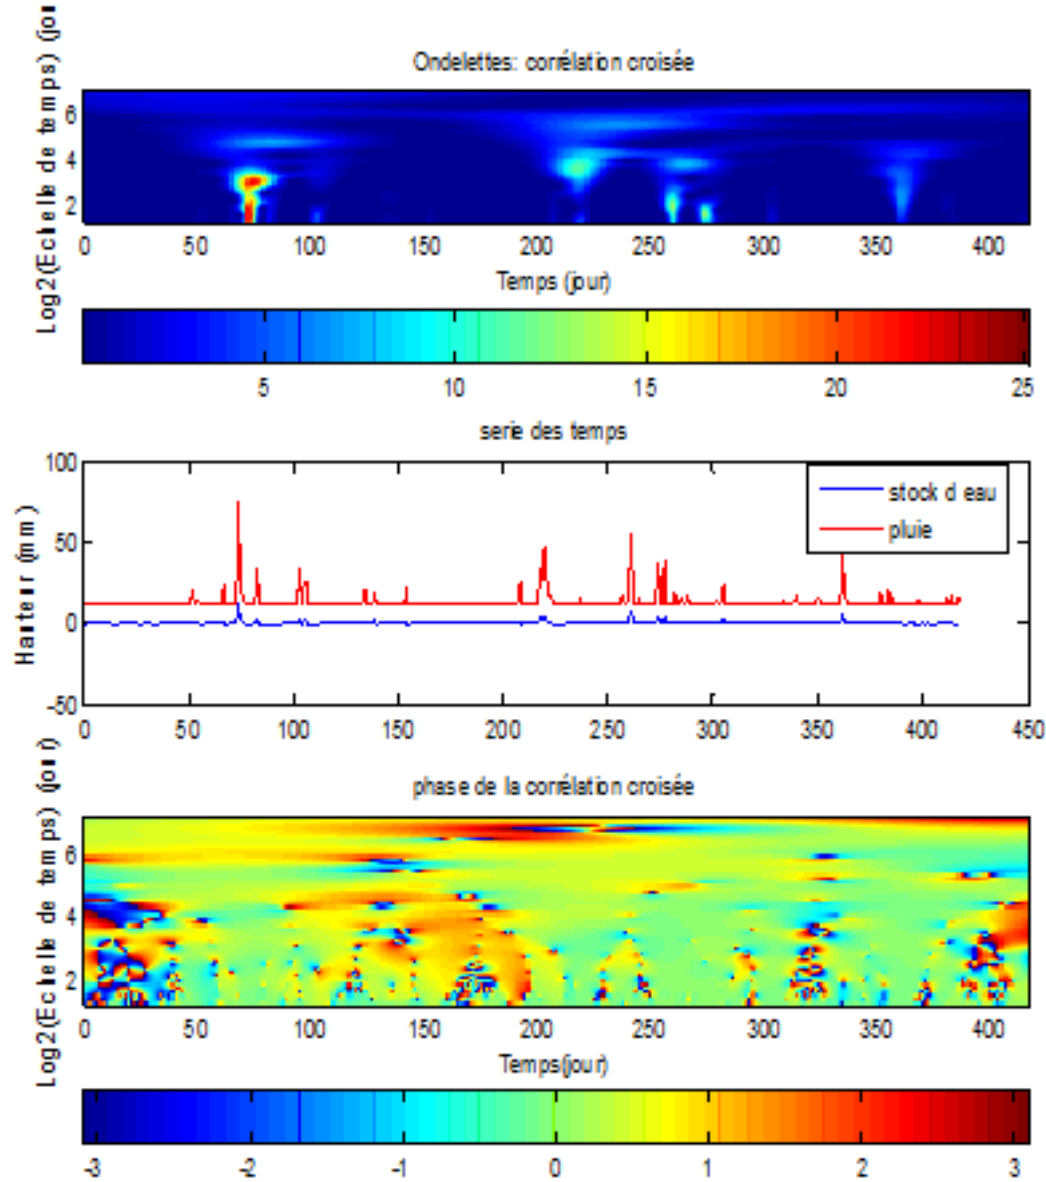 Ondelettes: corrélation croisée
Log2(Echelle de temps) (jou
6
4
2
0 50 100 150 200 250 300 350 400
Temps (jour)
5 10 15 20 25
serie des temps
Hauteur (mm)
100
50
0
-50
stock d eau
pluie
0 50 100 150 200 250 300 350 400 450
phase de la corrélation croisée
Log2(Echelle de temps) (jour)
6
4
2
0 50 100 150 200 250 300 350 400
Temps(jour)
-3 -2 -1 0 1 2 3